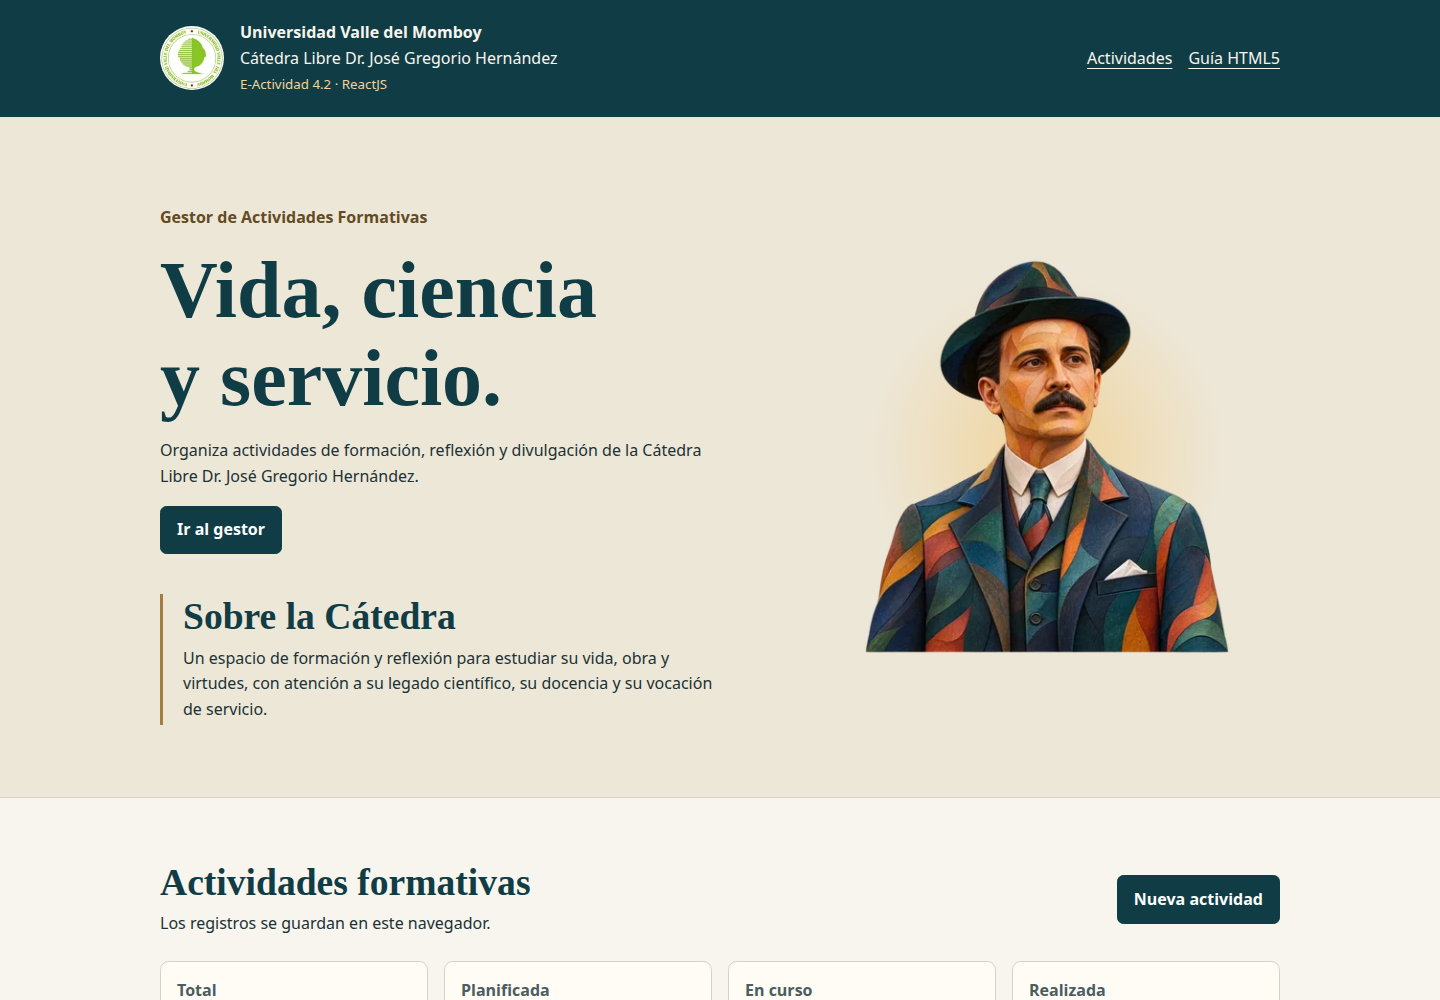 Universidad Valle del Momboy
Cátedra Libre Dr. José Gregorio Hernández
E-Actividad 4.2 · ReactJS
Actividades
Guía HTML5
Gestor de Actividades Formativas
Vida, ciencia
y servicio.
Organiza actividades de formación, reflexión y divulgación de la Cátedra
Libre Dr. José Gregorio Hernández.
Ir al gestor
Sobre la Cátedra
Un espacio de formación y reflexión para estudiar su vida, obra y
virtudes, con atención a su legado científico, su docencia y su vocación
de servicio.
Actividades formativas
Los registros se guardan en este navegador.
Nueva actividad
Total
Planificada
En curso
Realizada